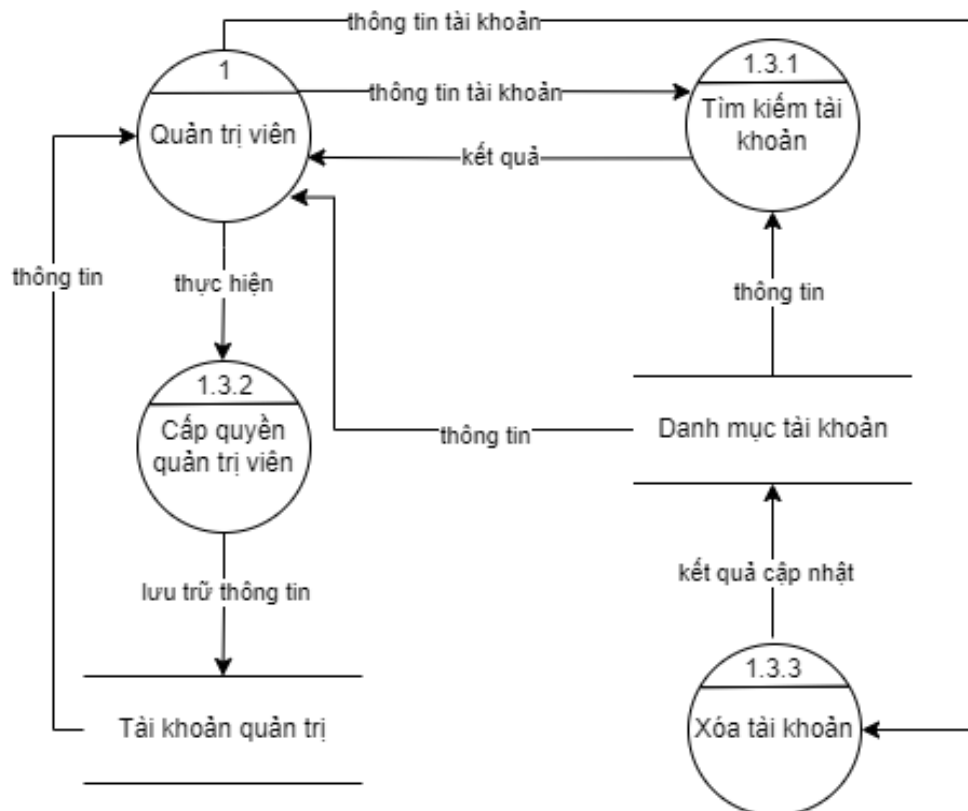 thông tin tài khoản
1
Quản trị viên
thông tin tài khoản
1.3.1
Tìm kiếm tài
khoản
kết quả
thông tin
thực hiện
thông tin
1.3.2
Cấp quyền
quản trị viên
thông tin
Danh mục tài khoản
lưu trữ thông tin
kết quả cập nhật
Tài khoản quản trị
1.3.3
Xóa tài khoản